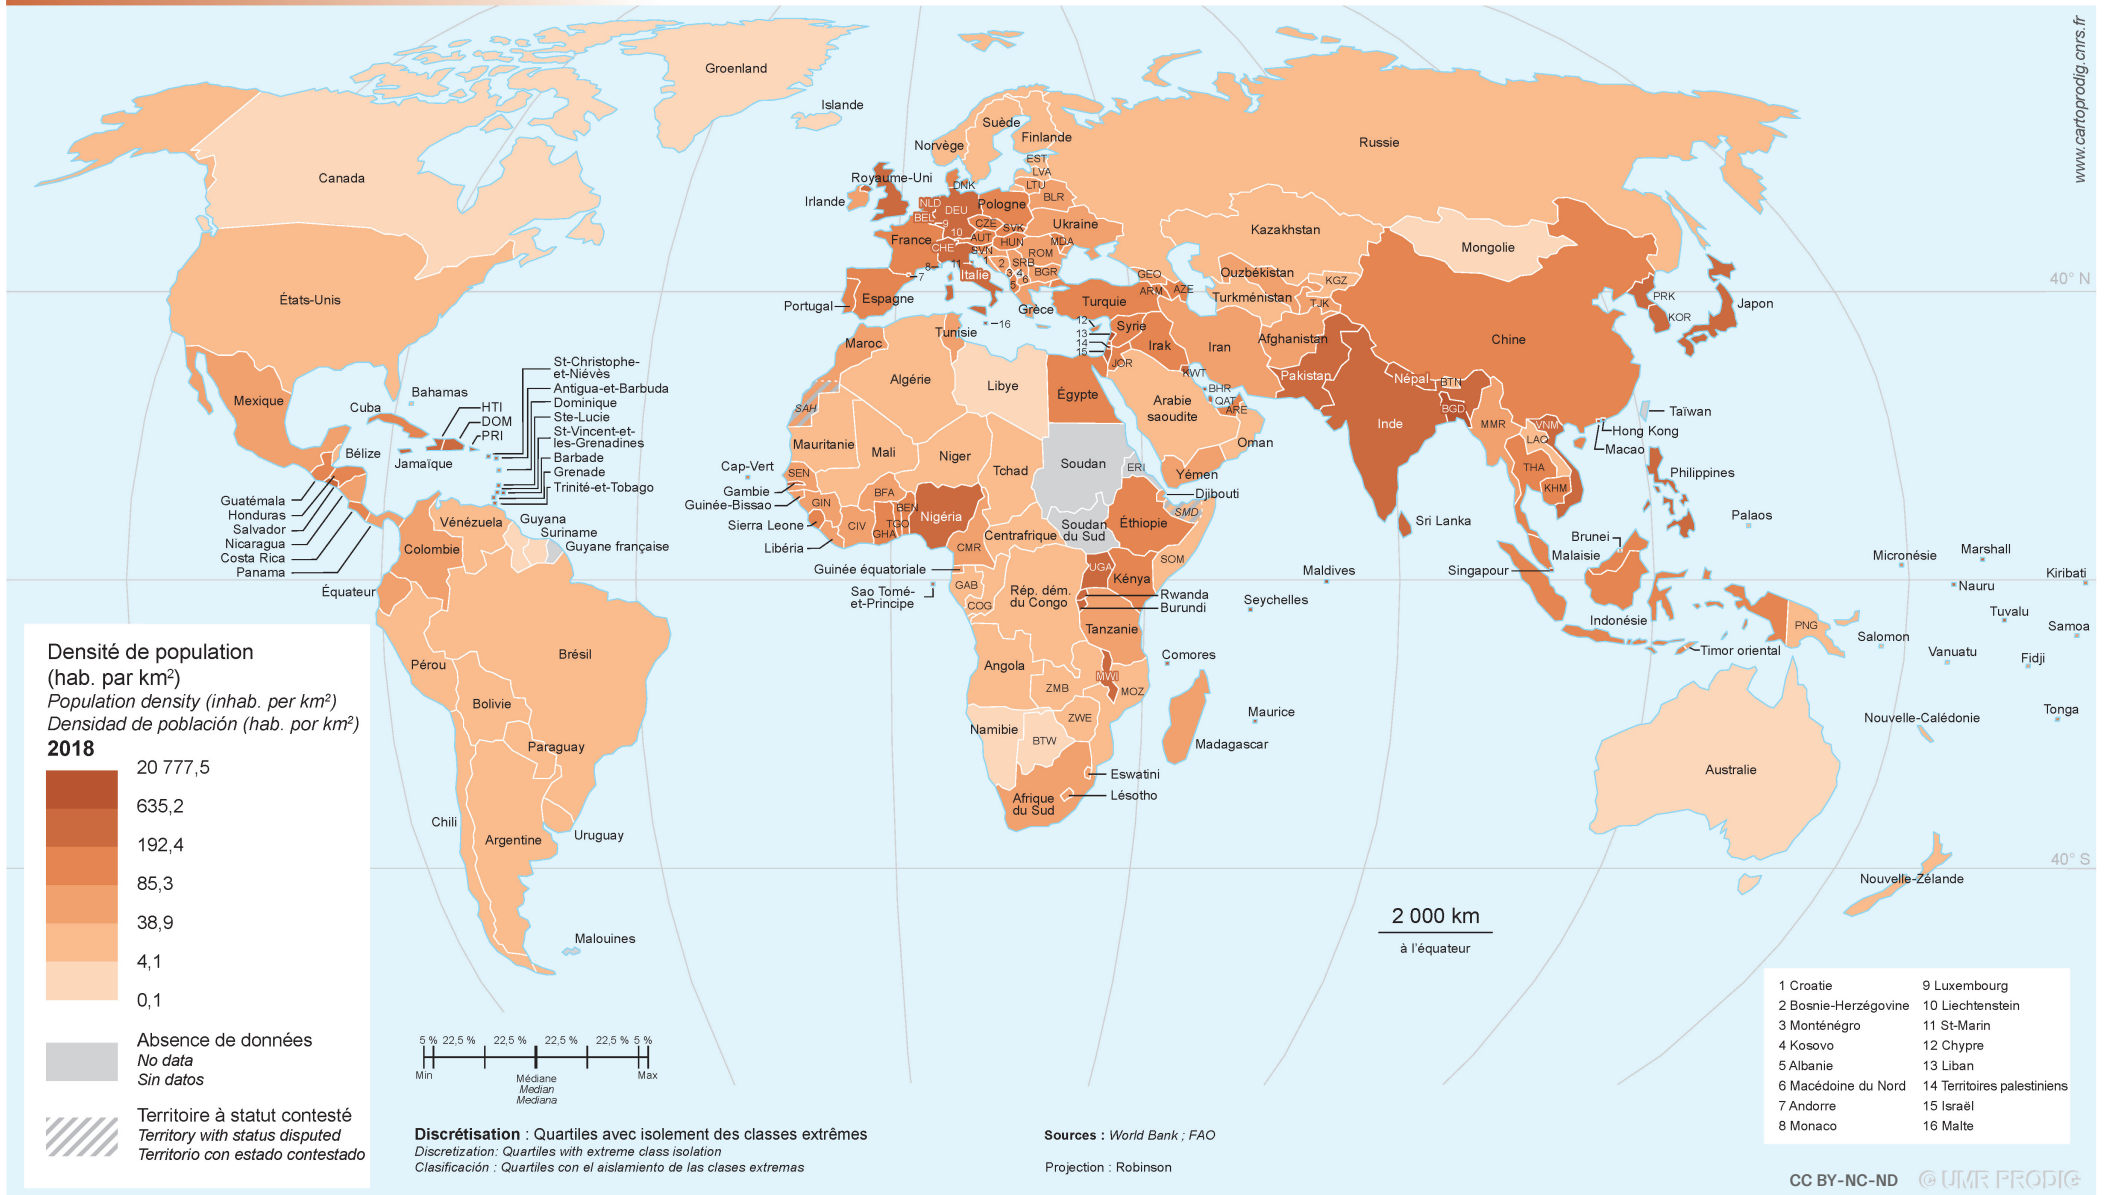 www.cartoprodig.cnrs.fr
Groenland
Islande
Suède
Finlande
Norvège
Russie
EST
LVA
LTU
BLR
Royaume-Uni
DNK
Irlande
NLD
DEU
Pologne
BEL
9
10
CZE
SVK
Ukraine
France
CHE
AUT
HUN
MDA
SVN
ROM
8
11
1
2
SRB
7
Italie
3
4
BGR
5
6
Canada
Kazakhstan
Mongolie
GEO
Ouzbékistan
KGZ
40° N
ARM
AZE
Turkménistan
TJK
PRK
Japon
KOR
États-Unis
Portugal
Espagne
Grèce
Turquie
16
12
13
14
15
Tunisie
Syrie
Maroc
Irak
Iran
Afghanistan
Chine
JOR
KWT
Pakistan
Népal
BTN
Algérie
Libye
Égypte
BHR
QAT
ARE
SAH
Arabie
saoudite
BGD
Inde
MMR
VNM
LAO
Taïwan
Hong Kong
Macao
St-Christophe-
et-Niévès
Antigua-et-Barbuda
Dominique
Ste-Lucie
St-Vincent-et-
les-Grenadines
Barbade
Grenade
Trinité-et-Tobago
Bahamas
Mexique
Cuba
HTI
DOM
PRI
Bélize
Jamaïque
Guatémala
Honduras
Salvador
Nicaragua
Costa Rica
Panama
Mauritanie
Mali
Niger
Tchad
Soudan
ERI
Oman
Yémen
Djibouti
SMD
Cap-Vert
SEN
Gambie
Guinée-Bissao
BFA
GIN
BEN
Sierra Leone
CIV
TGO
GHA
Nigéria
Libéria
Soudan
du Sud
Éthiopie
Centrafrique
CMR
SOM
THA
KHM
Philippines
Sri Lanka
Palaos
Brunei
Malaisie
Micronésie
Marshall
Singapour
Maldives
Kiribati
Nauru
Vénézuela
Guyana
Suriname
Guyane française
Colombie
Équateur
Guinée équatoriale
Sao Tomé-
et-Principe
GAB
COG
Rép. dém.
du Congo
UGA
Kénya
Rwanda
Burundi
Seychelles
Tanzanie
Indonésie
PNG
Tuvalu
Salomon
Samoa
Timor oriental
Vanuatu
Fidji
Brésil
Pérou
Bolivie
Paraguay
Angola
ZMB
MWI
MOZ
Comores
Maurice
ZWE
Namibie
BTW
Madagascar
Nouvelle-Calédonie
Tonga
Australie
Eswatini
Lésotho
Afrique
du Sud
Chili
Argentine
Uruguay
40° S
Nouvelle-Zélande
Malouines
Densité de population
(hab. par km²)
Population density (inhab. per km²)
Densidad de población (hab. por km²)
2018
20 777,5
635,2
192,4
85,3
38,9
4,1
0,1
Absence de données
No data
Sin datos
Territoire à statut contesté
Territory with status disputed
Territorio con estado contestado
5 % 22,5 % 22,5 % 22,5 % 22,5 % 5 %
Min
Médiane
Median
Mediana
Max
2 000 km
à l'équateur
Discrétisation : Quartiles avec isolement des classes extrêmes
Discretization: Quartiles with extreme class isolation
Clasificación : Quartiles con el aislamiento de las clases extremas
Sources : World Bank ; FAO
Projection : Robinson
1 Croatie
2 Bosnie-Herzégovine
3 Monténégro
4 Kosovo
5 Albanie
6 Macédoine du Nord
7 Andorre
8 Monaco
9 Luxembourg
10 Liechtenstein
11 St-Marin
12 Chypre
13 Liban
14 Territoires palestiniens
15 Israël
16 Malte
CC BY-NC-ND
© UMR PRODIG